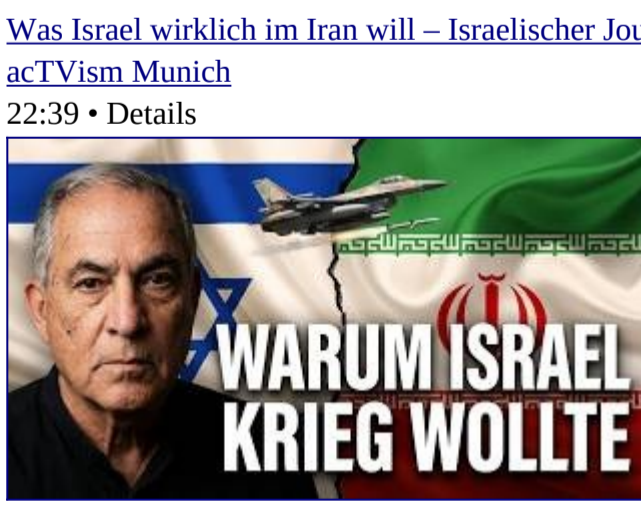 Was Israel wirklich im Iran will – Israelischer Jou
acTVism Munich
22:39 • Details
WARUM ISRAEL
KRIEG WOLLTE